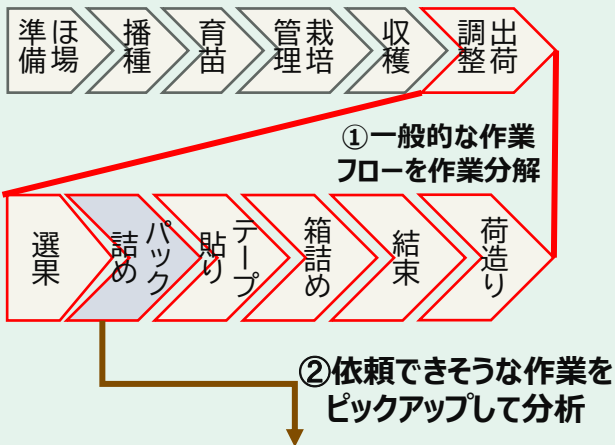 ほ場
準備
播種
育苗
栽培
管理
収穫
出荷
調整
①一般的な作業
フローを作業分解
選果
パック
詰め
テープ
貼り
箱詰め
結束
荷造り
②依頼できそうな作業を
ピックアップして分析